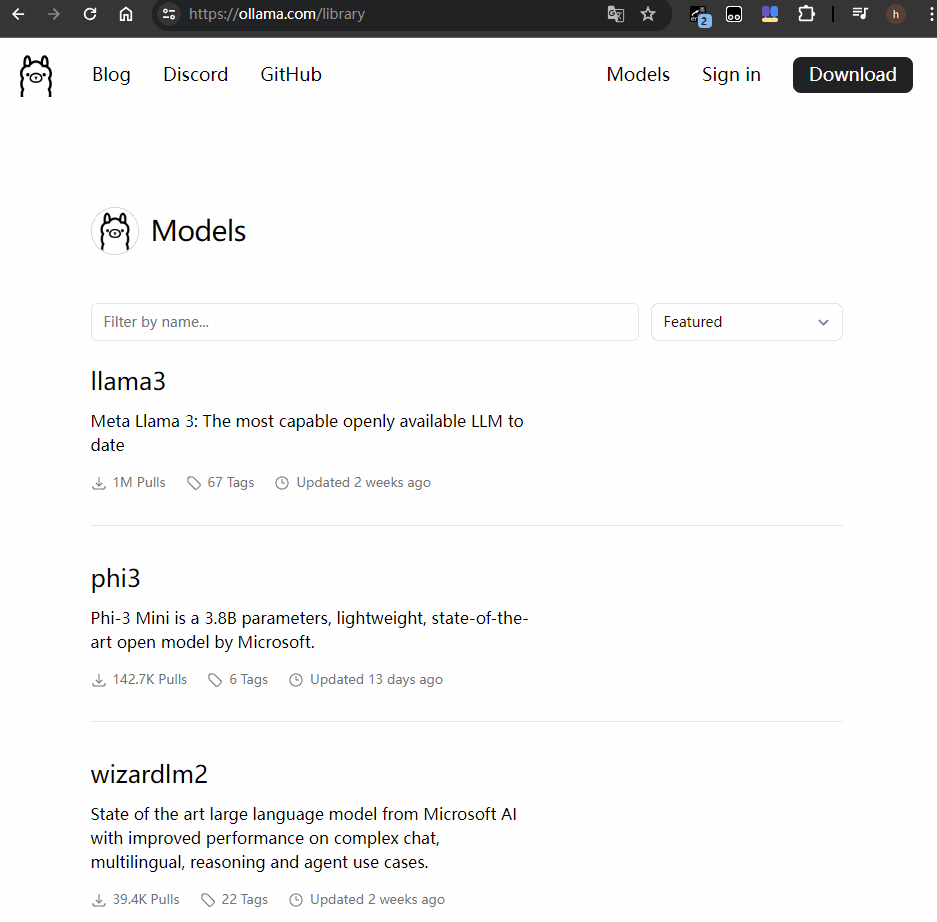 https://ollama.com/library
2
h
Blog Discord GitHub Models Sign in Download
Models
Filter by name... Featured
llama3
Meta Llama 3: The most capable openly available LLM to
date
1M Pulls 67 Tags Updated 2 weeks ago
phi3
Phi-3 Mini is a 3.8B parameters, lightweight, state-of-the-
art open model by Microsoft.
142.7K Pulls 6 Tags Updated 13 days ago
wizardlm2
State of the art large language model from Microsoft AI
with improved performance on complex chat,
multilingual, reasoning and agent use cases.
39.4K Pulls 22 Tags Updated 2 weeks ago